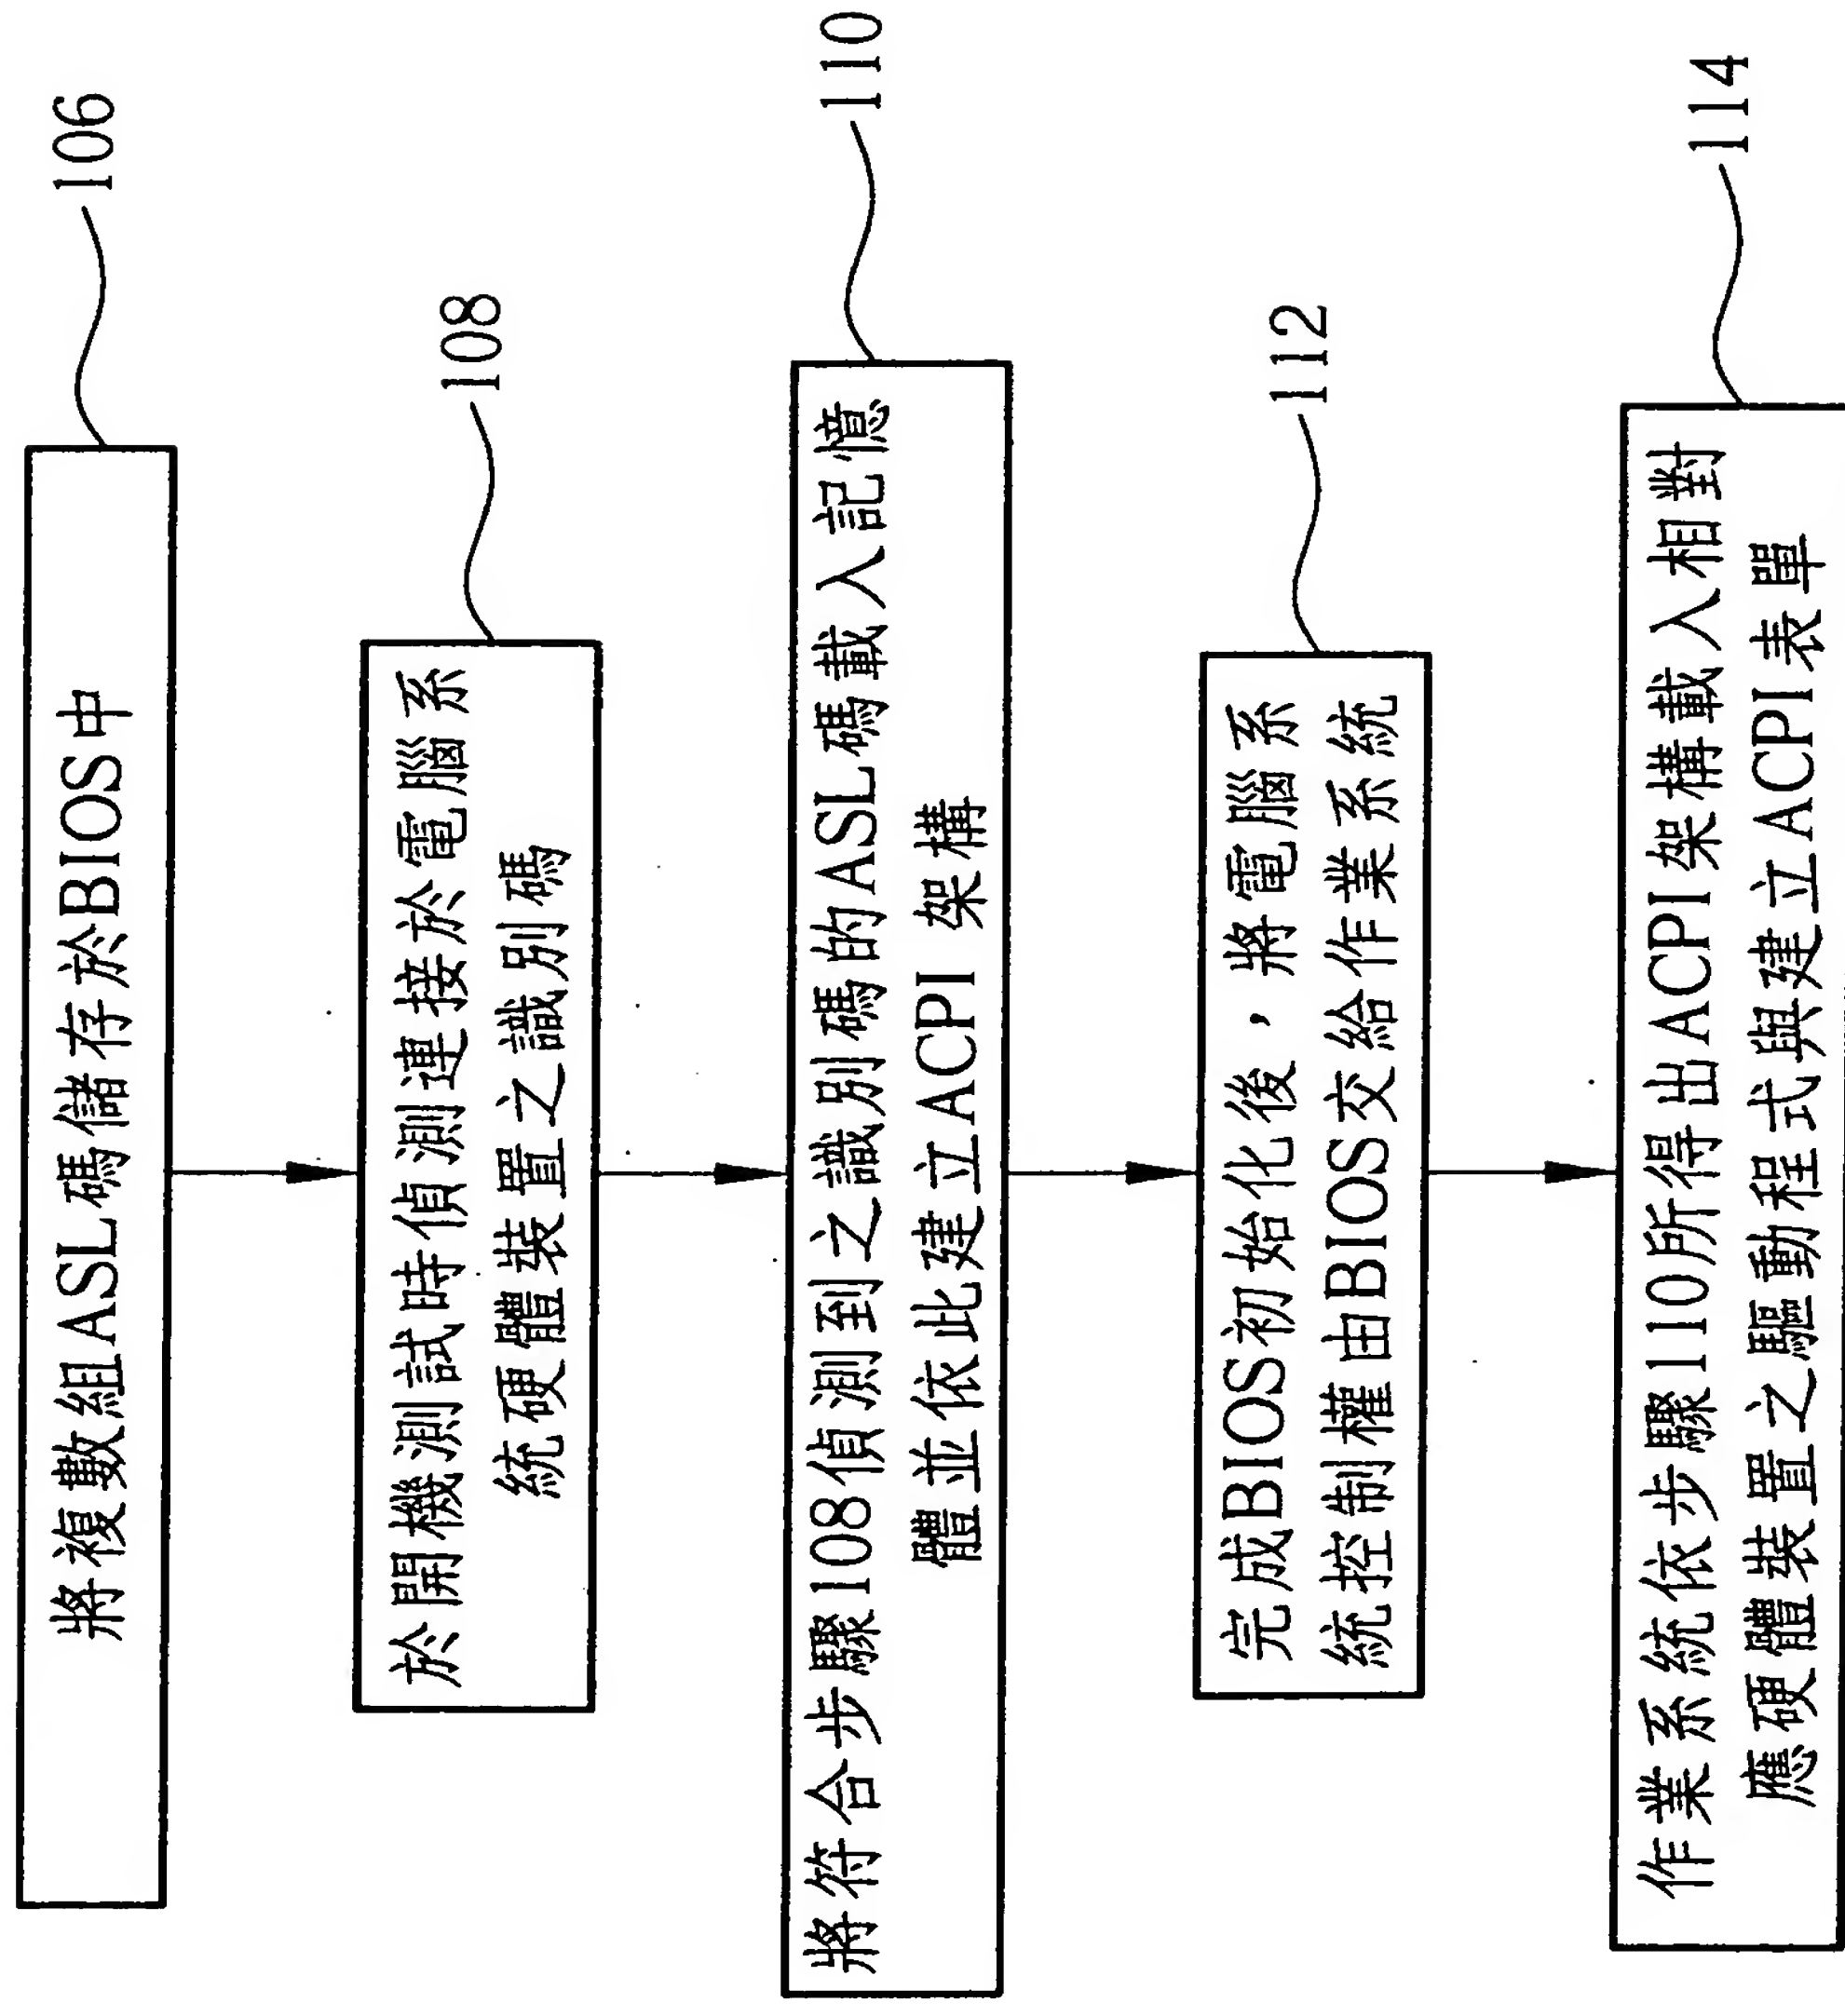 106
將複數組ASL碼儲存於BIOS中
108
於開機測試時偵測連接於電腦系
統硬體裝置之識別碼
110
將符合步驟108偵測到之識別碼的ASL碼載入記憶
體並依此建立ACPI 架構
112
完成BIOS初始化後，將電腦系
統控制權由BIOS交給作業系統
114
作業系統依步驟110所得出ACPI架構載入相對
應硬體裝置之驅動程式與建立ACPI表單